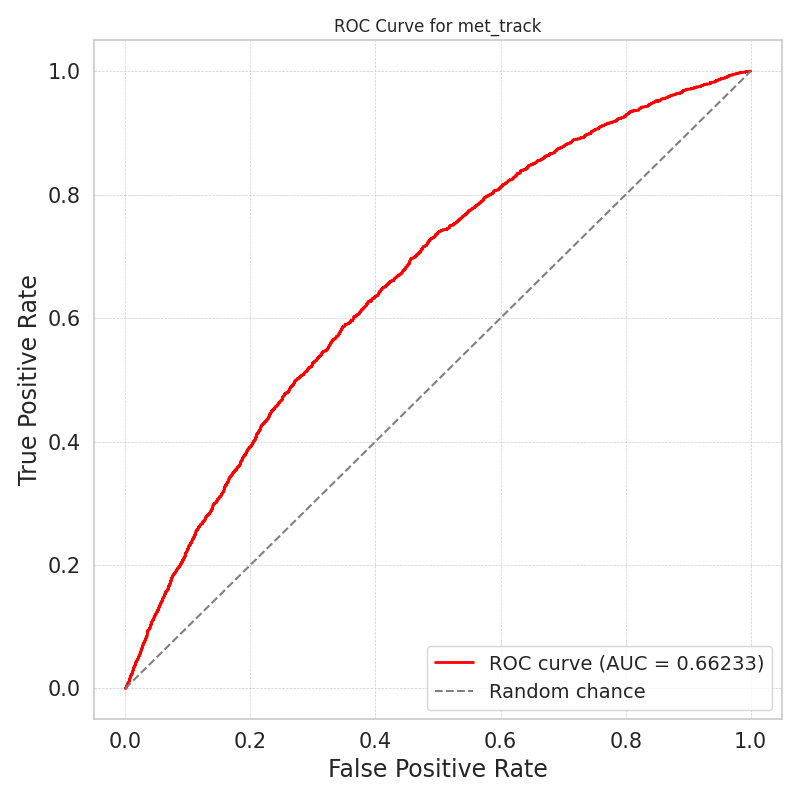 ROC Curve for met_track
True Positive Rate
1.0
0.8
0.6
0.4
0.2
0.0
ROC curve (AUC = 0.66233)
Random chance
0.0 0.2 0.4 0.6 0.8 1.0
False Positive Rate